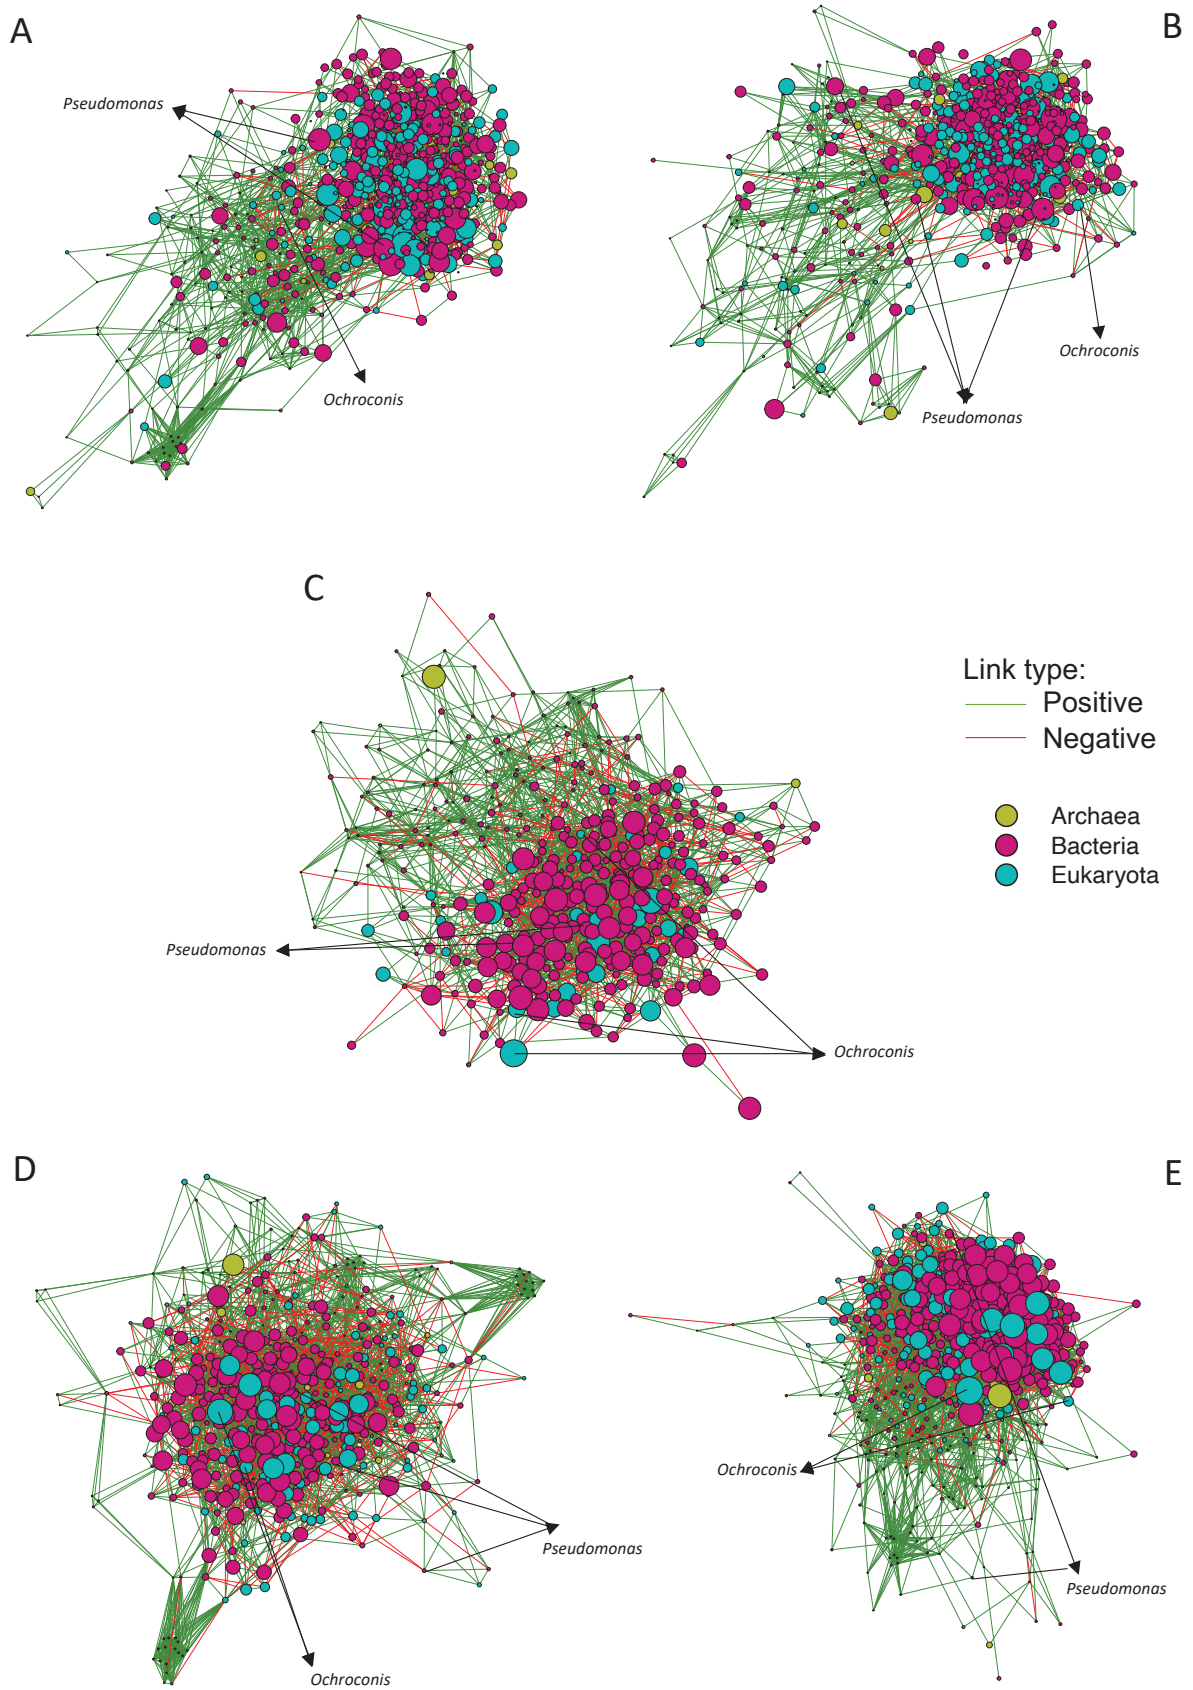 A
B
Pseudomonas
Ochroconis
Ochroconis
Pseudomonas
C
Link type:
Positive
Negative
Archaea
Bacteria
Eukaryota
Pseudomonas
Ochroconis
D
E
Ochroconis
Pseudomonas
Pseudomonas
Ochroconis